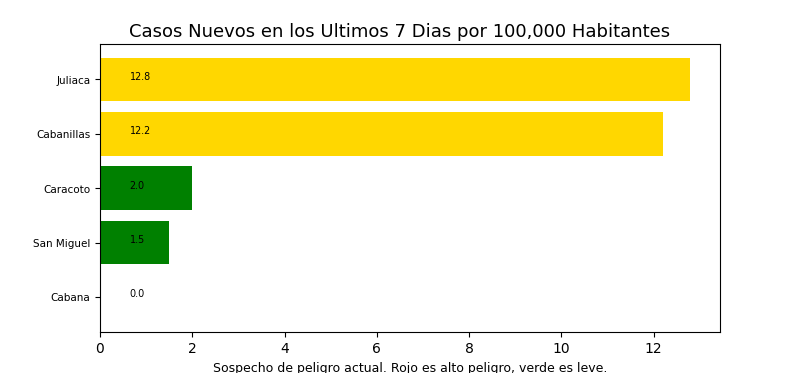 Casos Nuevos en los Ultimos 7 Dias por 100,000 Habitantes
Juliaca 12.8
Cabanillas 12.2
Caracoto 2.0
San Miguel 1.5
Cabana 0.0
0 2 4 6 8 10 12
Sospecho de peligro actual. Rojo es alto peligro, verde es leve.